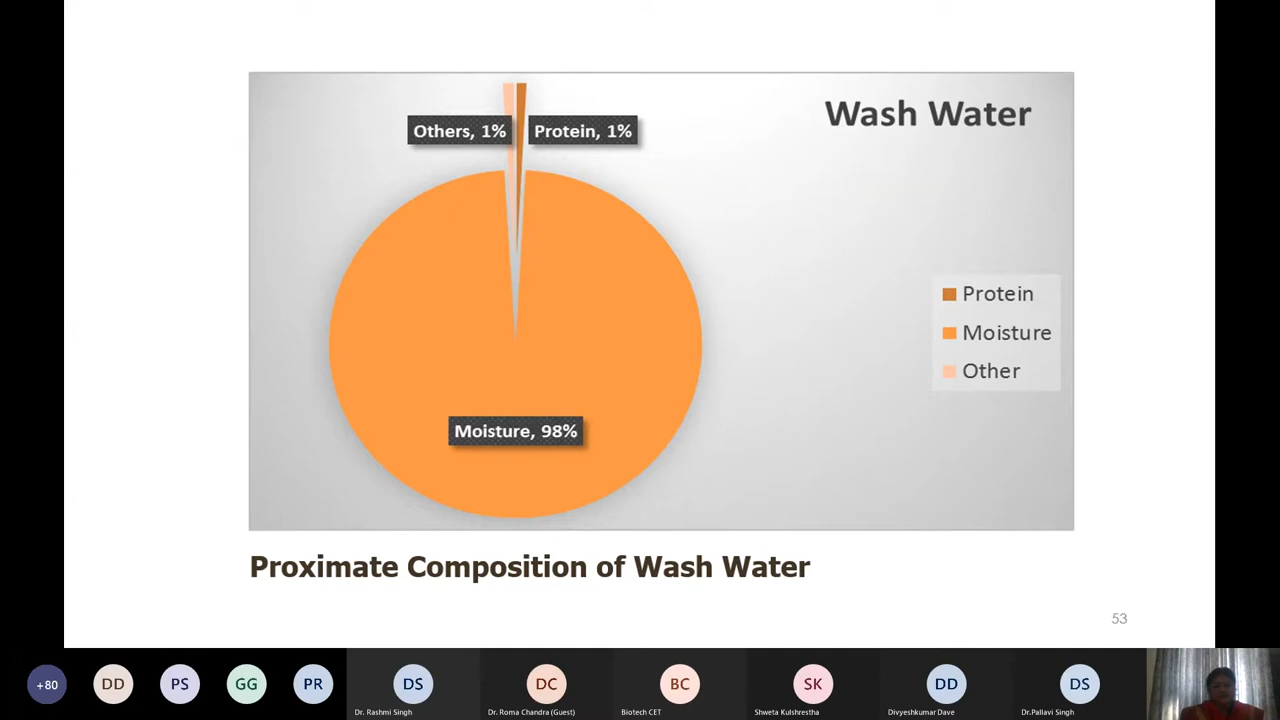 Wash Water
Others, 1%
Protein, 1%
Protein
Moisture
Other
Moisture, 98%
Proximate Composition of Wash Water
53
+80
DD
PS
GG
PR
DS
Dr. Rashmi Singh
DC
Dr. Roma Chandra (Guest)
BC
Biotech CET
SK
Shweta Kulshrestha
DD
Divyeshkumar Dave
DS
Dr.Pallavi Singh